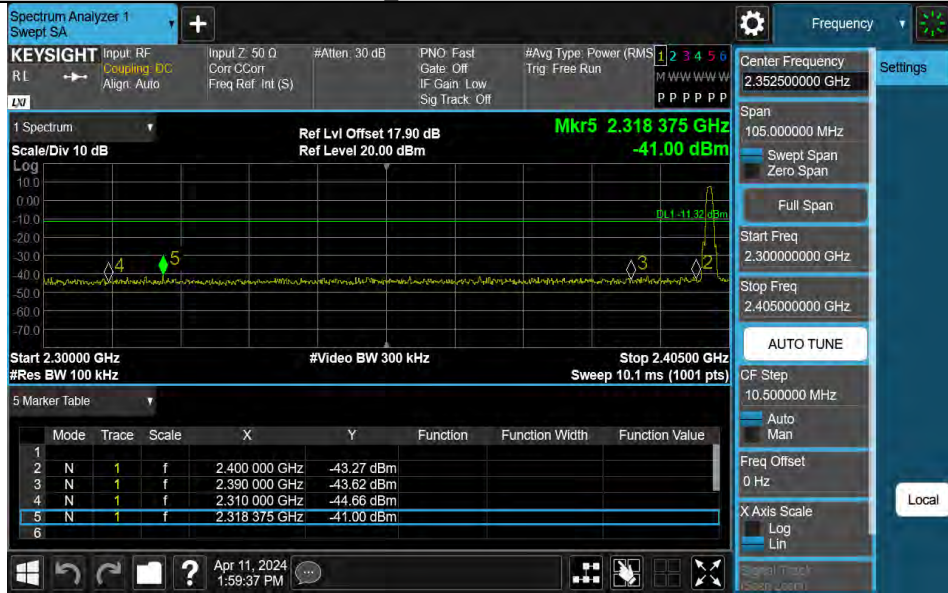 Spectrum Analyzer 1
Swept SA
Frequency
KEYSIGHT
RL
LXI
Input: RF
Coupling: DC
Align: Auto
Input Z: 50 Ω
Corr CCorr
Freq Ref: Int (S)
#Atten: 30 dB
PNO: Fast
Gate: Off
IF Gain: Low
Sig Track: Off
#Avg Type: Power (RMS
Trig: Free Run
1 2 3 4 5 6
M W W W W W
P P P P P P
1 Spectrum
Scale/Div 10 dB
Ref Lvl Offset 17.90 dB
Ref Level 20.00 dBm
Mkr5 2.318 375 GHz
-41.00 dBm
Log
10.0
0.00
-10.0
-20.0
-30.0
-40.0
-50.0
-60.0
-70.0
DL1 -11.32 dBm
4
5
3
2
Start 2.30000 GHz
#Video BW 300 kHz
Stop 2.40500 GHz
#Res BW 100 kHz
Sweep 10.1 ms (1001 pts)
5 Marker Table
Mode Trace Scale X Y Function Function Width Function Value
1
2 N 1 f 2.400 000 GHz -43.27 dBm
3 N 1 f 2.390 000 GHz -43.62 dBm
4 N 1 f 2.310 000 GHz -44.66 dBm
5 N 1 f 2.318 375 GHz -41.00 dBm
6
?
Apr 11, 2024
1:59:37 PM
Center Frequency
2.352500000 GHz
Span
105.000000 MHz
Swept Span
Zero Span
Full Span
Start Freq
2.300000000 GHz
Stop Freq
2.405000000 GHz
AUTO TUNE
CF Step
10.500000 MHz
Auto
Man
Freq Offset
0 Hz
X Axis Scale
Log
Lin
Signal Track
(Span Zoom)
Settings
Local